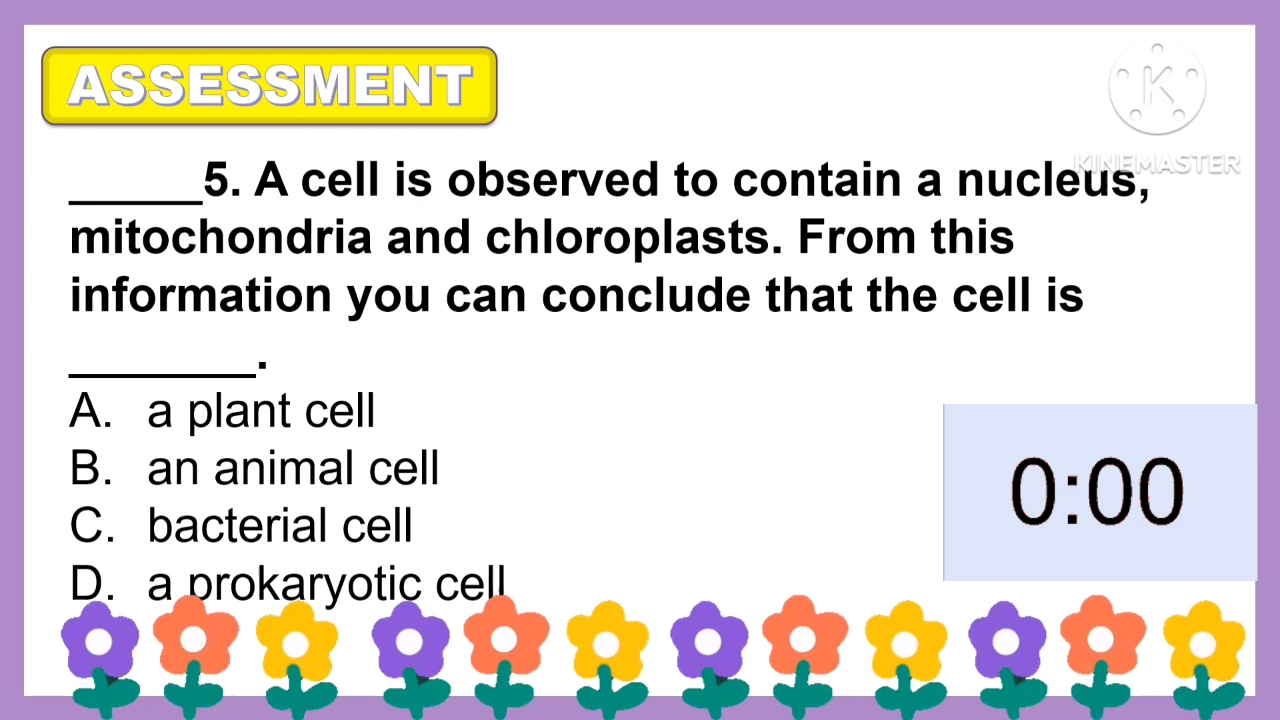 ASSESSMENT
K
KINEMASTER
_____5. A cell is observed to contain a nucleus,
mitochondria and chloroplasts. From this
information you can conclude that the cell is
_______.
A. a plant cell
B. an animal cell
C. bacterial cell
D. a prokaryotic cell
0:00